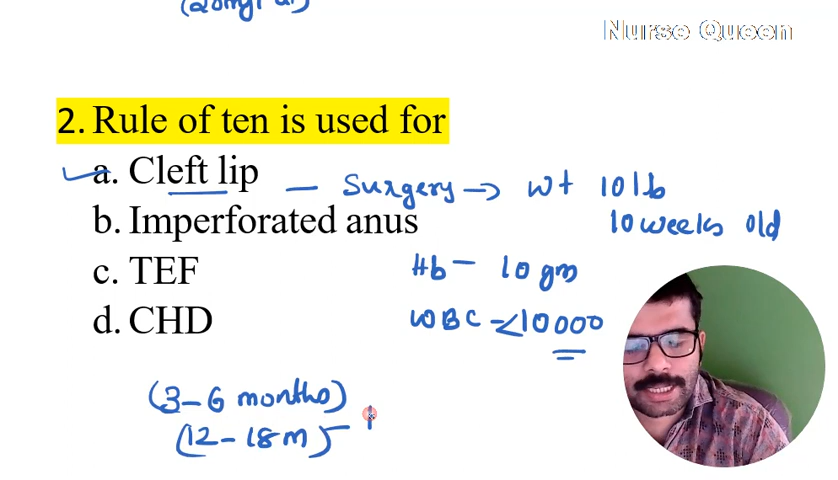 Nurse Queen
2. Rule of ten is used for
a. Cleft lip — Surgery → wt 10 lb
10 weeks old
b. Imperforated anus
c. TEF
Hb — 10 gm
d. CHD
WBC - <10000
(3-6 months)
(12-18m)